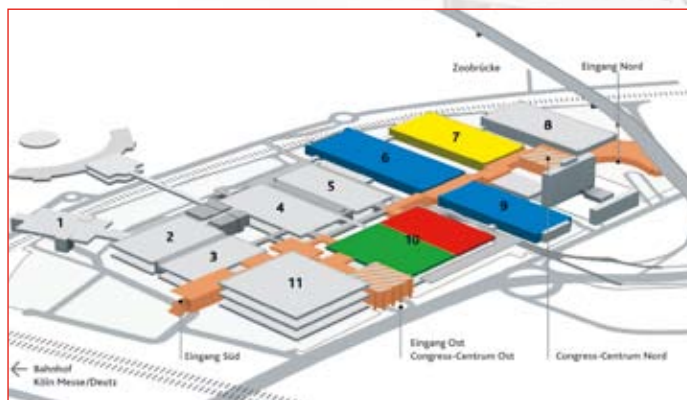 Zoobrücke
Eingang Nord
8
7
6
5
9
4
10
1
2
3
11
Eingang Süd
Eingang Ost
Congress-Centrum Ost
Congress-Centrum Nord
← Bahnhof
Köln Messe/Deutz